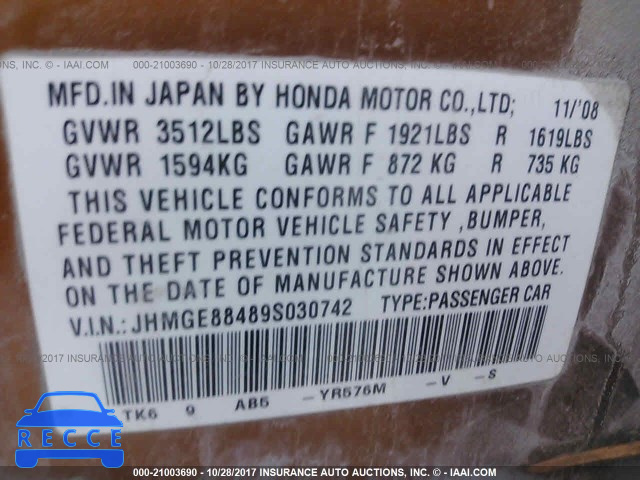 000-21003690 - 10/28/2017 INSURANCE AUTO AUCTIONS, INC. - © IAAI.COM
MFD.IN JAPAN BY HONDA MOTOR CO.,LTD; 11/'08
GVWR 3512LBS GAWR F 1921LBS R 1619LBS
GVWR 1594KG GAWR F 872 KG R 735 KG
THIS VEHICLE CONFORMS TO ALL APPLICABLE
FEDERAL MOTOR VEHICLE SAFETY ,BUMPER,
AND THEFT PREVENTION STANDARDS IN EFFECT
ON THE DATE OF MANUFACTURE SHOWN ABOVE.
V.I.N.:JHMGE88489S030742 TYPE:PASSENGER CAR
TK6 9 AB5 -YR576M -V -S
RECCE
000-21003690 - 10/28/2017 INSURANCE AUTO AUCTIONS, INC. - © IAAI.COM